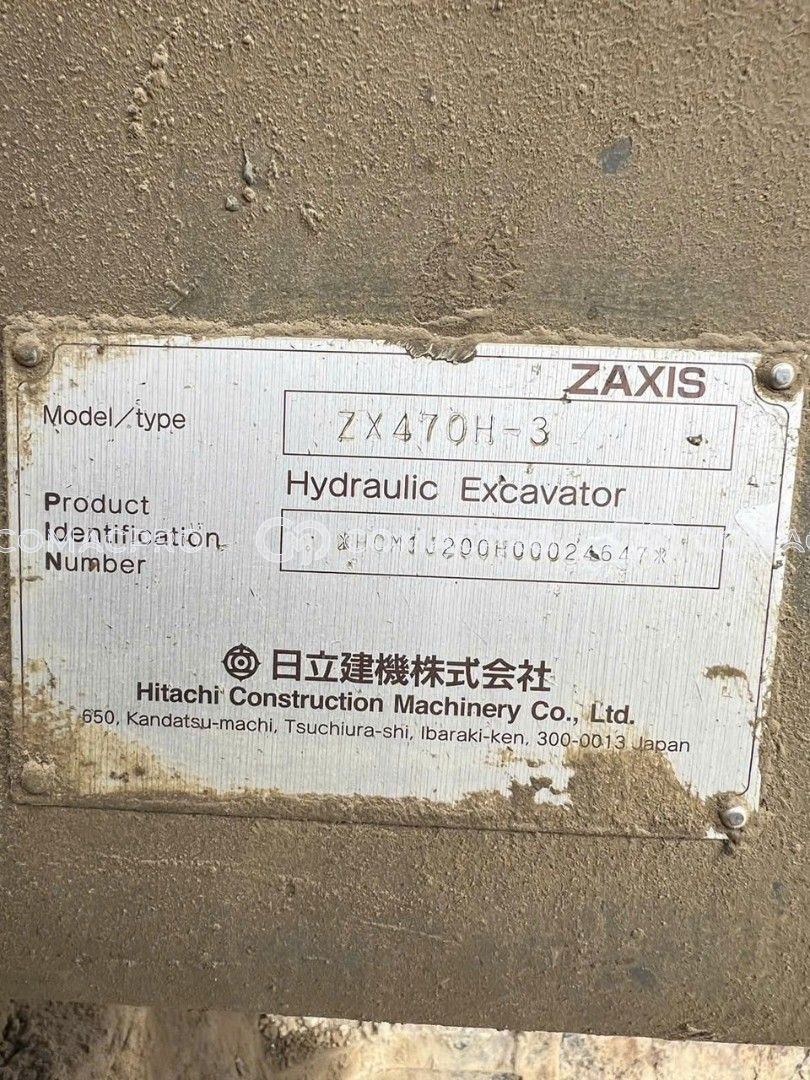 ZAXIS
Model/type
ZX470H-3
Hydraulic Excavator
Product
Identification
Number
*HCM1J200H00024647*
日立建機株式会社
Hitachi Construction Machinery Co., Ltd.
650, Kandatsu-machi, Tsuchiura-shi, Ibaraki-ken, 300-0013 Japan